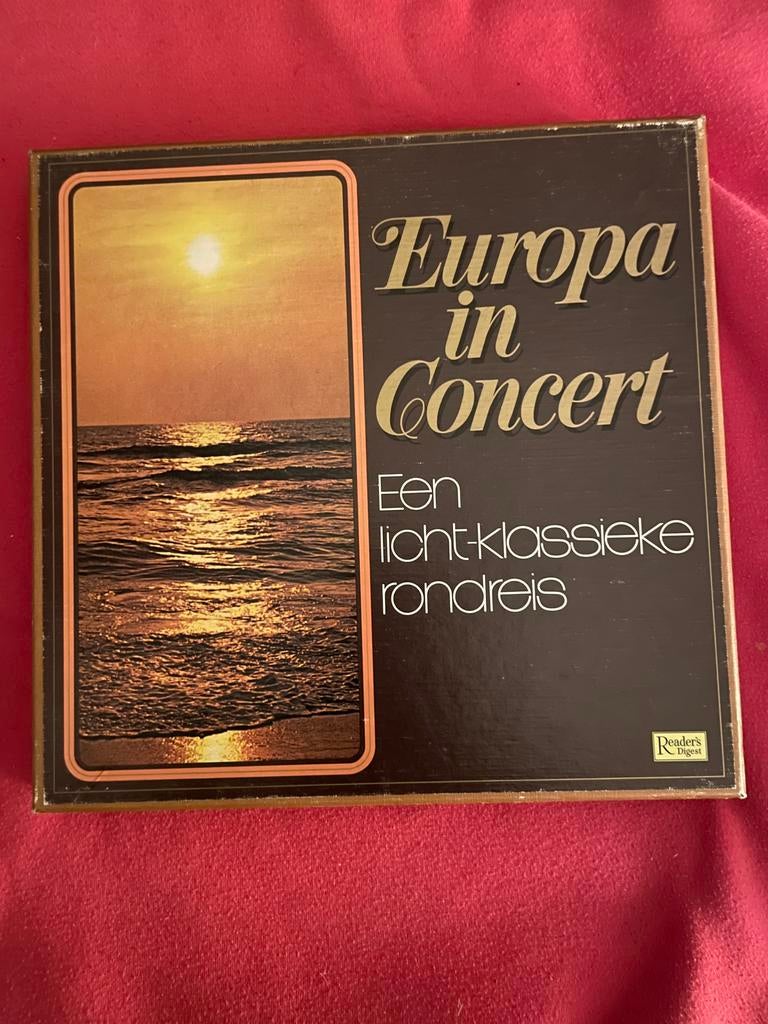 Europa
in
Concert
Een
licht-klassieke
rondreis
Reader's
Digest